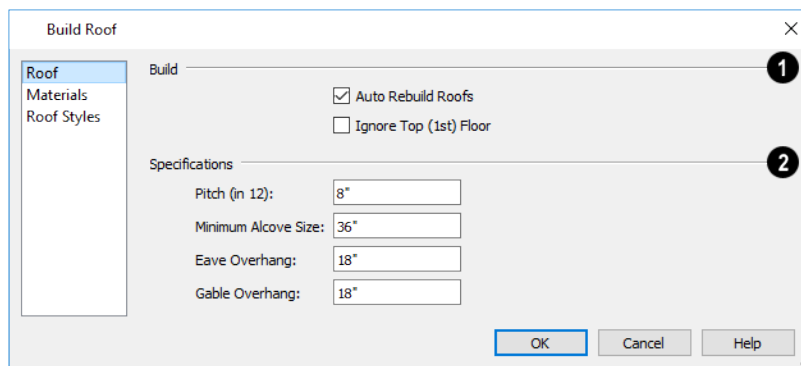 Build Roof
Roof
Materials
Roof Styles
Build
1
Auto Rebuild Roofs
Ignore Top (1st) Floor
Specifications
2
Pitch (in 12): 8"
Minimum Alcove Size: 36"
Eave Overhang: 18"
Gable Overhang: 18"
OK Cancel Help